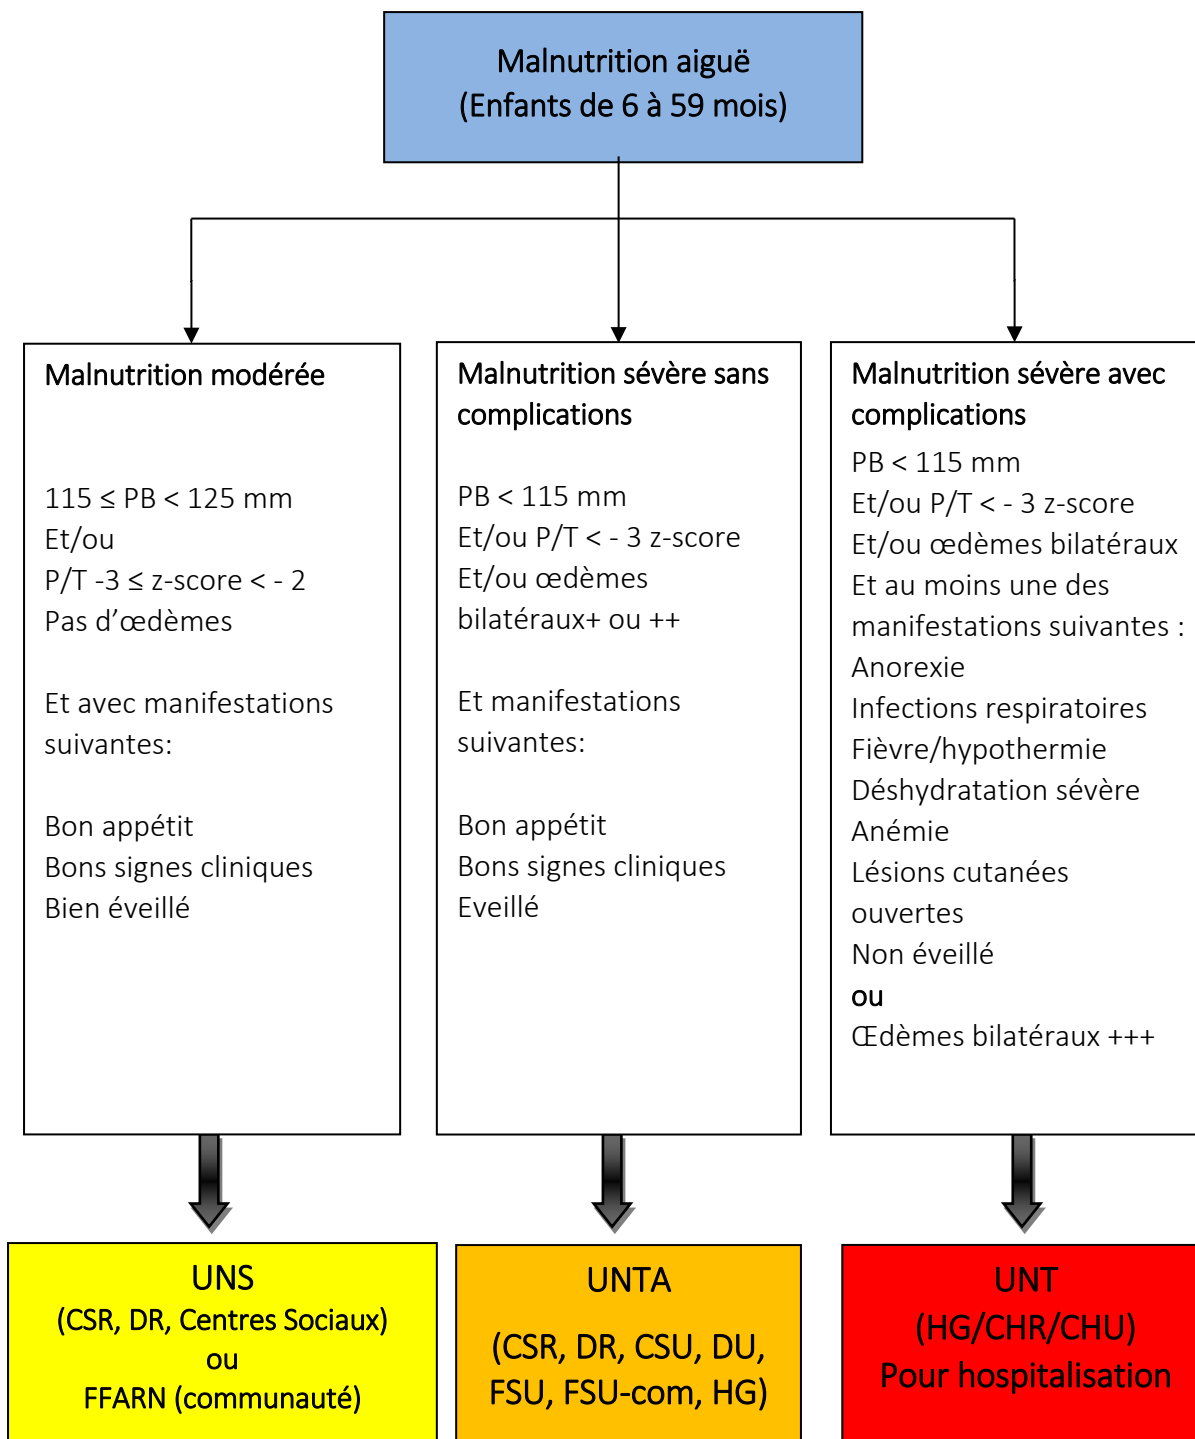 Malnutrition aiguë
(Enfants de 6 à 59 mois)
Malnutrition modérée
115 ≤ PB < 125 mm
Et/ou
P/T -3 ≤ z-score < - 2
Pas d’œdèmes
Et avec manifestations
suivantes:
Bon appétit
Bons signes cliniques
Bien éveillé
Malnutrition sévère sans
complications
PB < 115 mm
Et/ou P/T < - 3 z-score
Et/ou œdèmes
bilatéraux+ ou ++
Et manifestations
suivantes:
Bon appétit
Bons signes cliniques
Eveillé
Malnutrition sévère avec
complications
PB < 115 mm
Et/ou P/T < - 3 z-score
Et/ou œdèmes bilatéraux
Et au moins une des
manifestations suivantes :
Anorexie
Infections respiratoires
Fièvre/hypothermie
Déshydratation sévère
Anémie
Lésions cutanées
ouvertes
Non éveillé
ou
Œdèmes bilatéraux +++
UNS
(CSR, DR, Centres Sociaux)
ou
FFARN (communauté)
UNTA
(CSR, DR, CSU, DU,
FSU, FSU-com, HG)
UNT
(HG/CHR/CHU)
Pour hospitalisation